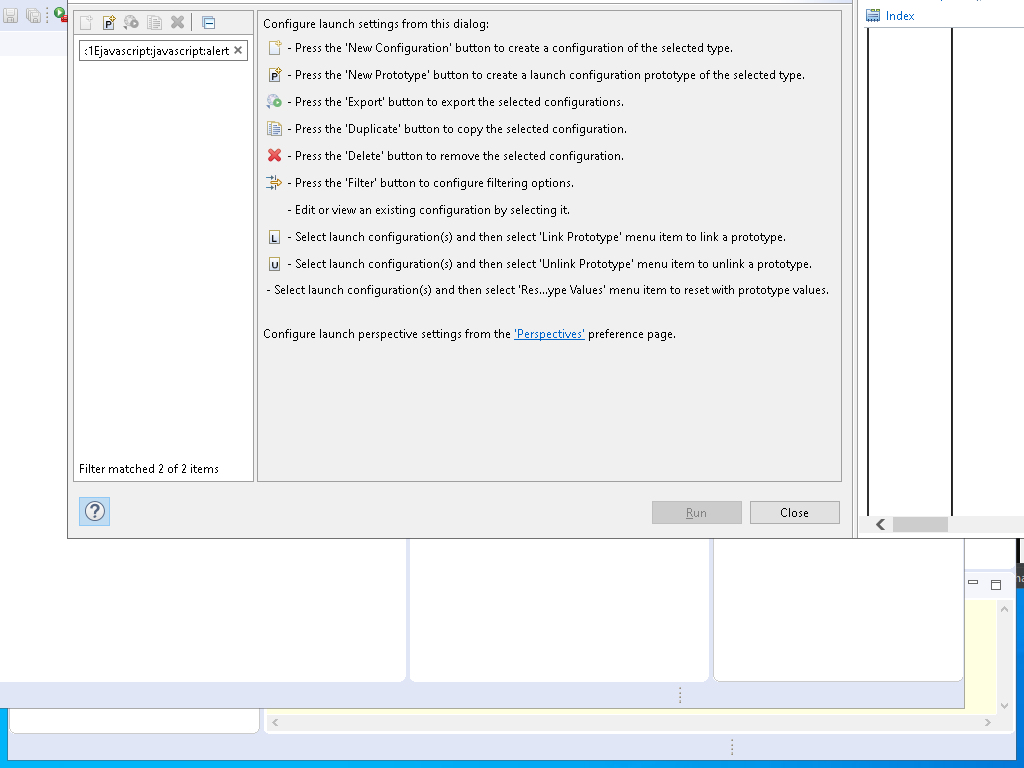 Configure launch settings from this dialog:
- Press the 'New Configuration' button to create a configuration of the selected type.
- Press the 'New Prototype' button to create a launch configuration prototype of the selected type.
- Press the 'Export' button to export the selected configurations.
- Press the 'Duplicate' button to copy the selected configuration.
- Press the 'Delete' button to remove the selected configuration.
- Press the 'Filter' button to configure filtering options.
- Edit or view an existing configuration by selecting it.
- Select launch configuration(s) and then select 'Link Prototype' menu item to link a prototype.
- Select launch configuration(s) and then select 'Unlink Prototype' menu item to unlink a prototype.
- Select launch configuration(s) and then select 'Res...ype Values' menu item to reset with prototype values.
Configure launch perspective settings from the 'Perspectives' preference page.
:1Ejavascript:javascript:alert
Filter matched 2 of 2 items
Run
Close
Index